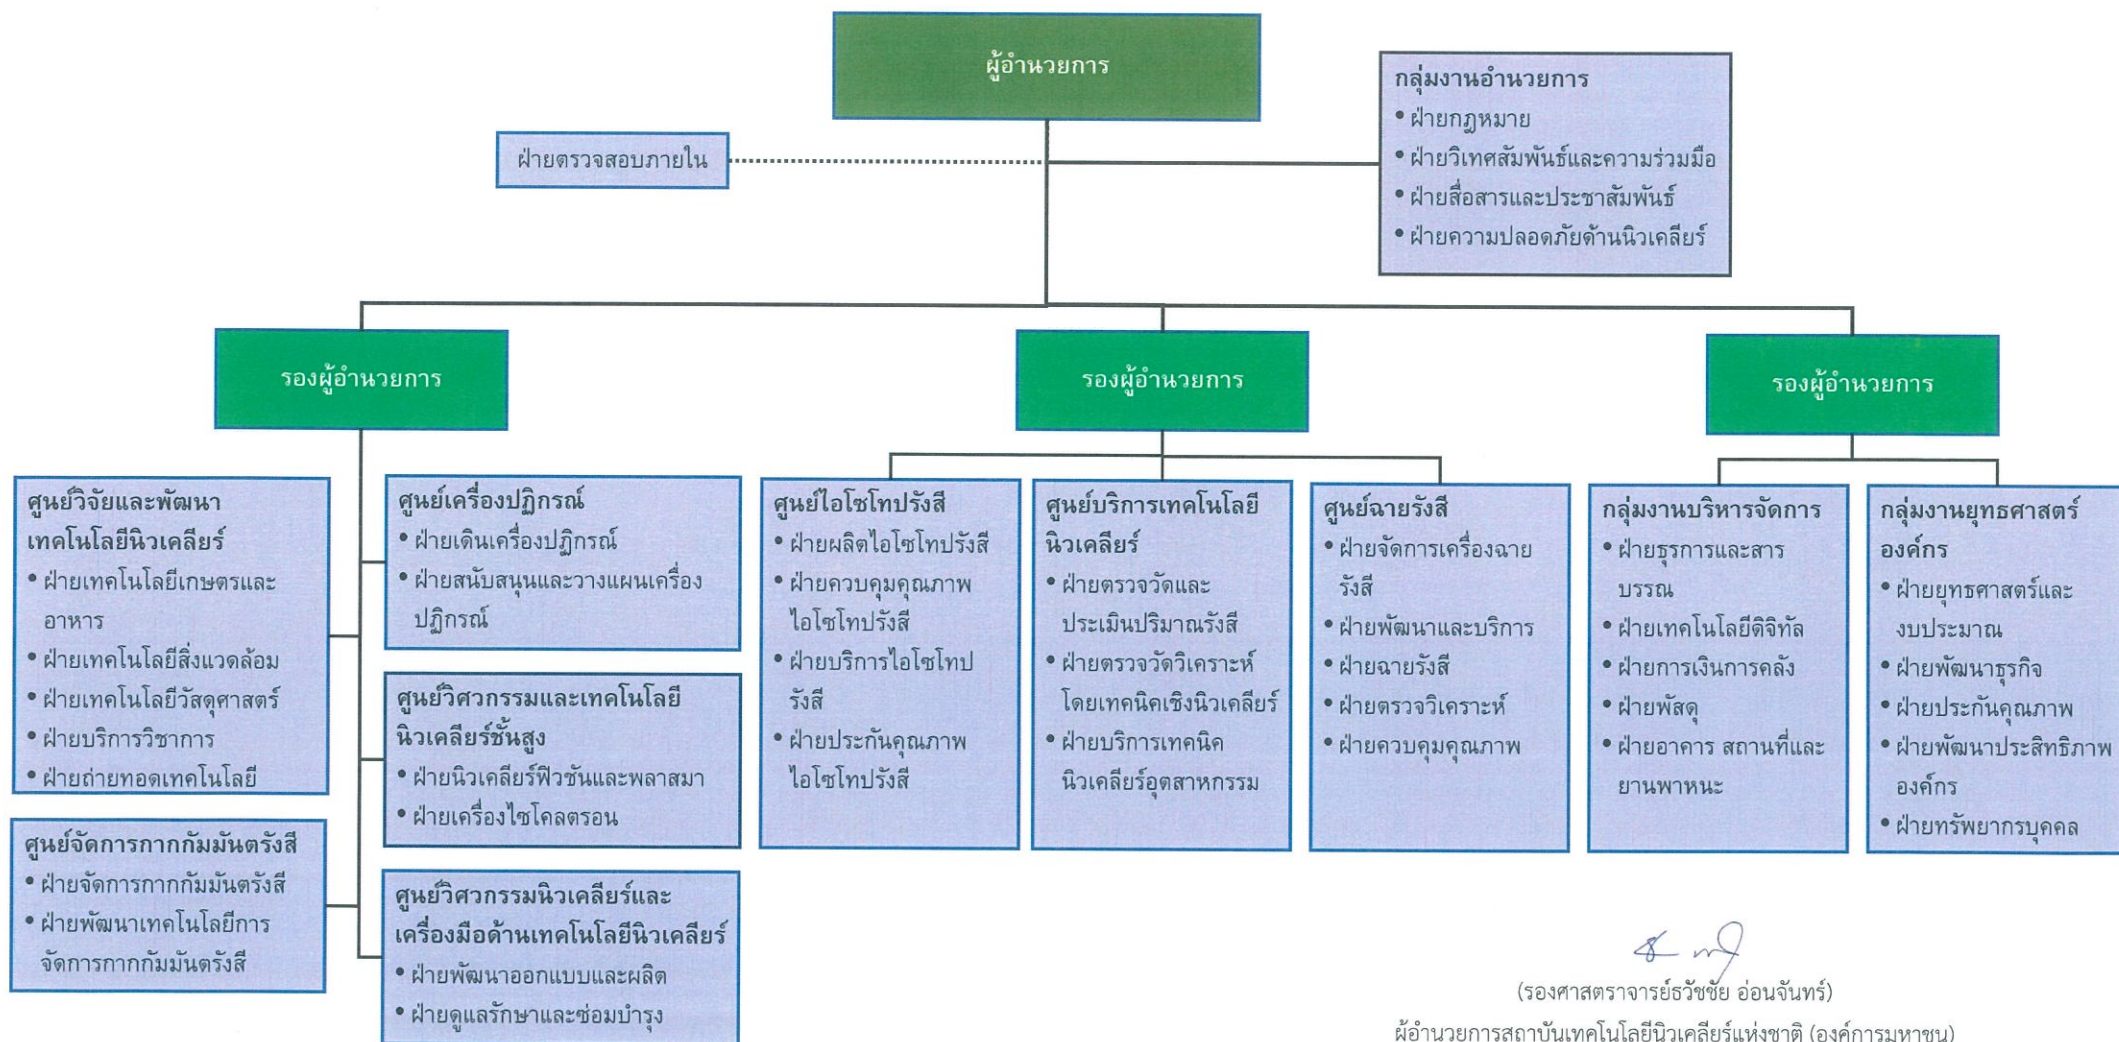 ผู้อำนวยการ
กลุ่มงานอำนวยการ
• ฝ่ายกฎหมาย
• ฝ่ายวิเทศสัมพันธ์และความร่วมมือ
• ฝ่ายสื่อสารและประชาสัมพันธ์
• ฝ่ายความปลอดภัยด้านนิวเคลียร์
ฝ่ายตรวจสอบภายใน
รองผู้อำนวยการ
รองผู้อำนวยการ
รองผู้อำนวยการ
ศูนย์วิจัยและพัฒนา
เทคโนโลยีนิวเคลียร์
• ฝ่ายเทคโนโลยีเกษตรและ
อาหาร
• ฝ่ายเทคโนโลยีสิ่งแวดล้อม
• ฝ่ายเทคโนโลยีวัสดุศาสตร์
• ฝ่ายบริการวิชาการ
• ฝ่ายถ่ายทอดเทคโนโลยี
ศูนย์จัดการกากกัมมันตรังสี
• ฝ่ายจัดการกากกัมมันตรังสี
• ฝ่ายพัฒนาเทคโนโลยีการ
จัดการกากกัมมันตรังสี
ศูนย์เครื่องปฏิกรณ์
• ฝ่ายเดินเครื่องปฏิกรณ์
• ฝ่ายสนับสนุนและวางแผนเครื่อง
ปฏิกรณ์
ศูนย์วิศวกรรมและเทคโนโลยี
นิวเคลียร์ชั้นสูง
• ฝ่ายนิวเคลียร์ฟิวชันและพลาสมา
• ฝ่ายเครื่องไซโคลตรอน
ศูนย์วิศวกรรมนิวเคลียร์และ
เครื่องมือด้านเทคโนโลยีนิวเคลียร์
• ฝ่ายพัฒนาออกแบบและผลิต
• ฝ่ายดูแลรักษาและซ่อมบำรุง
ศูนย์ไอโซโทปรังสี
• ฝ่ายผลิตไอโซโทปรังสี
• ฝ่ายควบคุมคุณภาพ
ไอโซโทปรังสี
• ฝ่ายบริการไอโซโทป
รังสี
• ฝ่ายประกันคุณภาพ
ไอโซโทปรังสี
ศูนย์บริการเทคโนโลยี
นิวเคลียร์
• ฝ่ายตรวจวัดและ
ประเมินปริมาณรังสี
• ฝ่ายตรวจวัดวิเคราะห์
โดยเทคนิคเชิงนิวเคลียร์
• ฝ่ายบริการเทคนิค
นิวเคลียร์อุตสาหกรรม
ศูนย์ฉายรังสี
• ฝ่ายจัดการเครื่องฉาย
รังสี
• ฝ่ายพัฒนาและบริการ
• ฝ่ายฉายรังสี
• ฝ่ายตรวจวิเคราะห์
• ฝ่ายควบคุมคุณภาพ
กลุ่มงานบริหารจัดการ
• ฝ่ายธุรการและสาร
บรรณ
• ฝ่ายเทคโนโลยีดิจิทัล
• ฝ่ายการเงินการคลัง
• ฝ่ายพัสดุ
• ฝ่ายอาคาร สถานที่และ
ยานพาหนะ
กลุ่มงานยุทธศาสตร์
องค์กร
• ฝ่ายยุทธศาสตร์และ
งบประมาณ
• ฝ่ายพัฒนาธุรกิจ
• ฝ่ายประกันคุณภาพ
• ฝ่ายพัฒนาประสิทธิภาพ
องค์กร
• ฝ่ายทรัพยากรบุคคล
(รองศาสตราจารย์ธวัชชัย อ่อนจันทร์)
ผู้อำนวยการสถาบันเทคโนโลยีนิวเคลียร์แห่งชาติ (องค์การมหาชน)